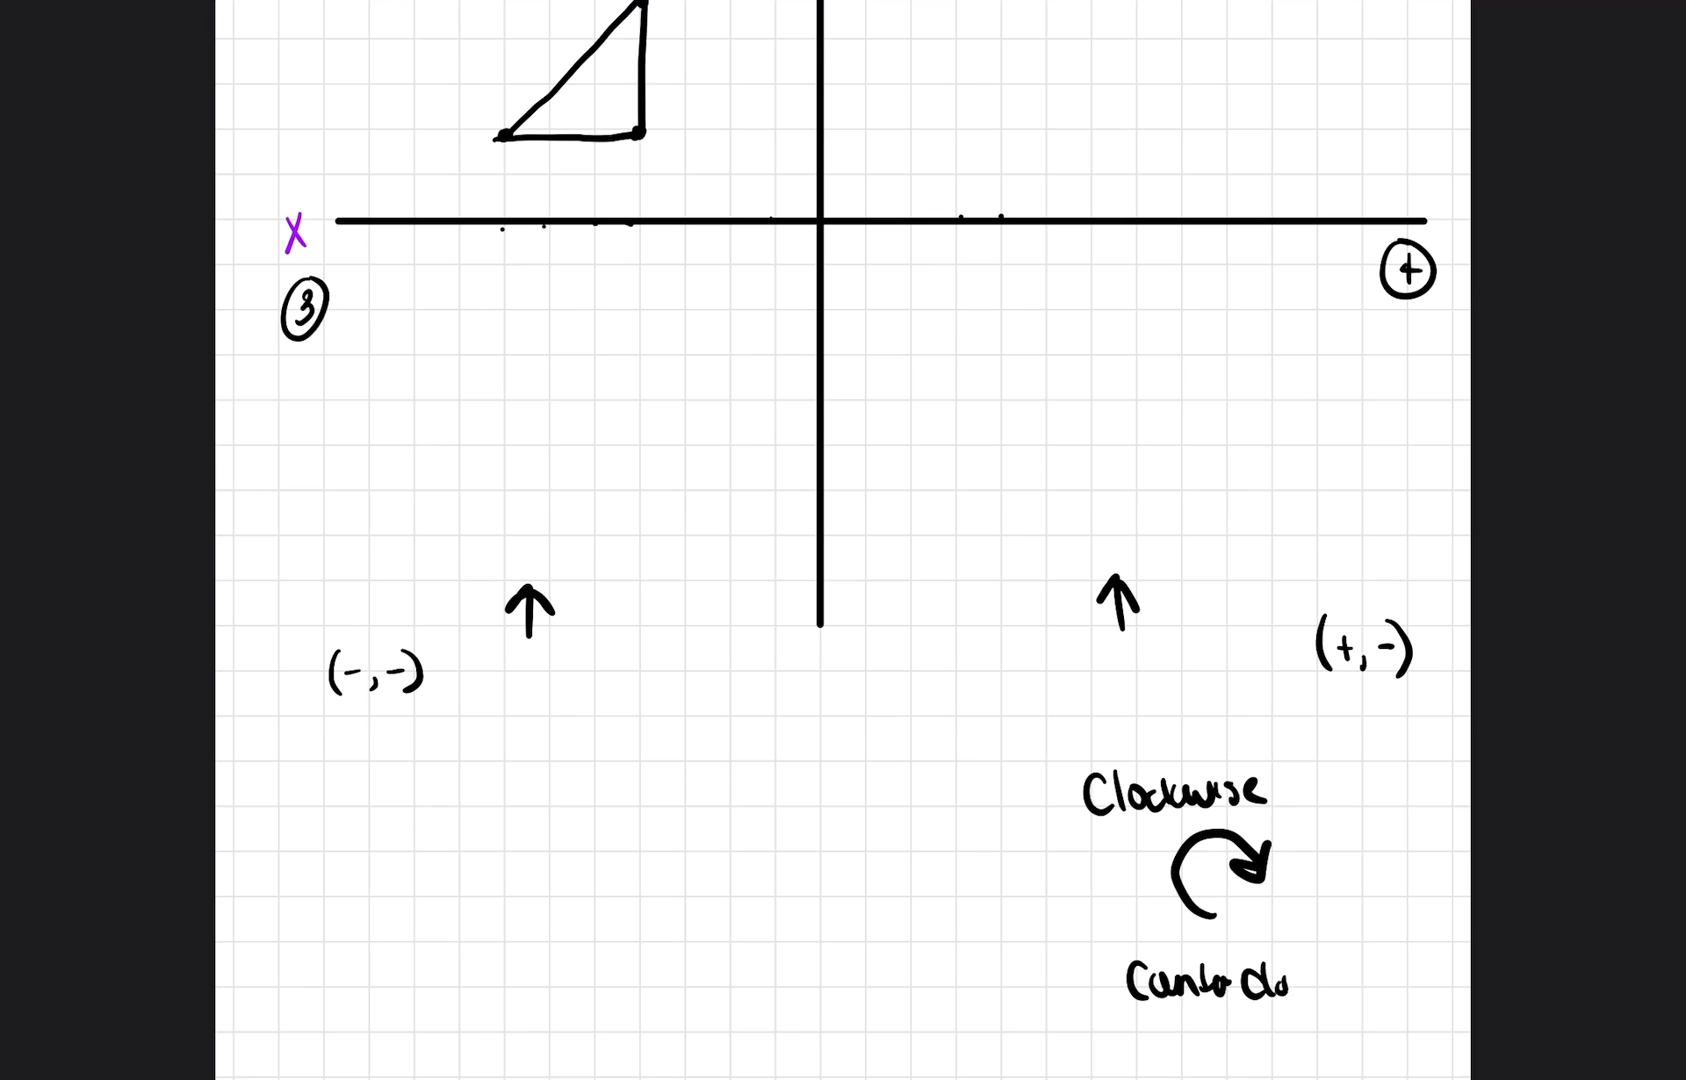 X
③
⊕
(-,-)
(+,-)
Clockwise